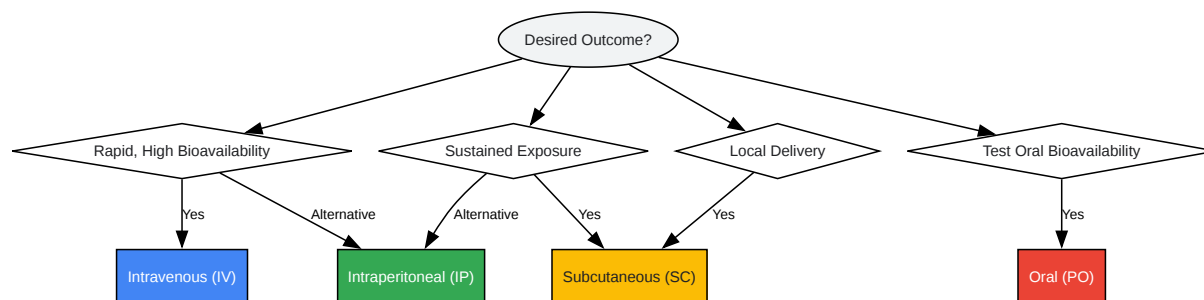 Desired Outcome?
Rapid, High Bioavailability
Sustained Exposure
Local Delivery
Test Oral Bioavailability
Yes
Alternative
Alternative
Yes
Yes
Yes
Intravenous (IV)
Intraperitoneal (IP)
Subcutaneous (SC)
Oral (PO)